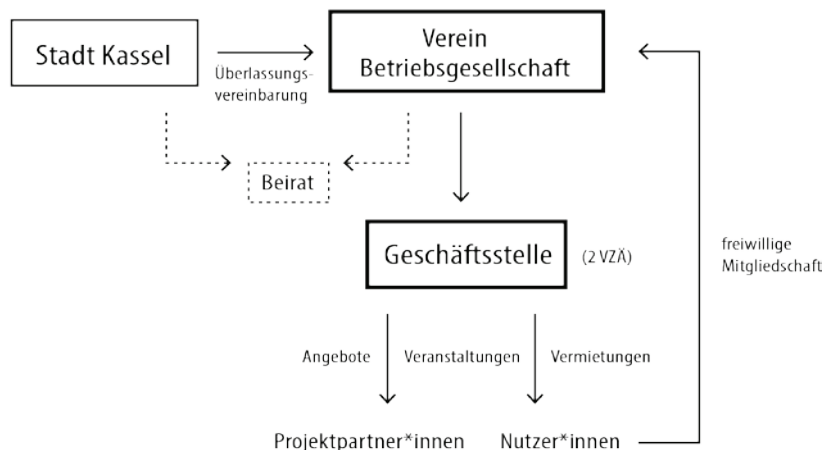 Stadt Kassel
Überlassungs-
vereinbarung
Verein
Betriebsgesellschaft
Beirat
Geschäftsstelle
(2 VZÄ)
freiwillige
Mitgliedschaft
Angebote
Veranstaltungen
Vermietungen
Projektpartner*innen
Nutzer*innen